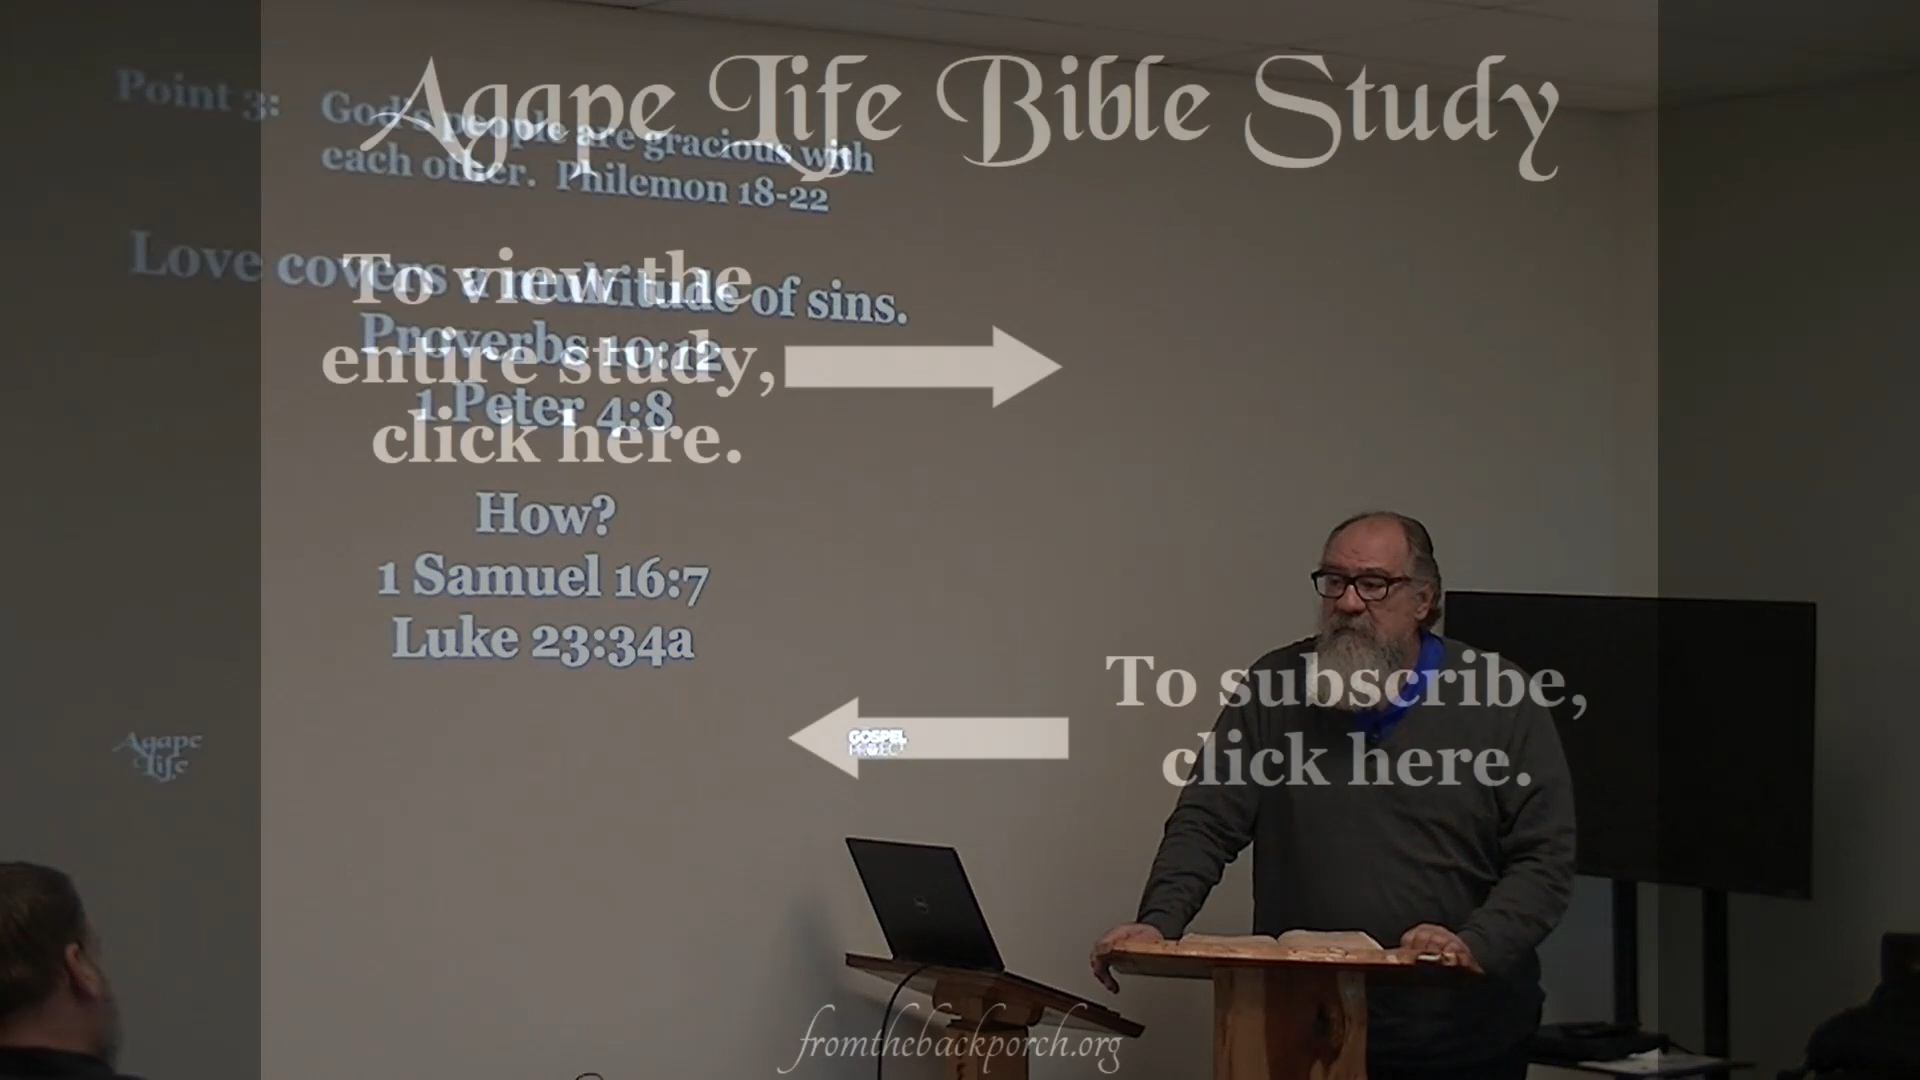 Agape Life Bible Study
Point 3: God's people are gracious with
each other. Philemon 18-22
Love covers a multitude of sins.
Proverbs 10:12
1 Peter 4:8
How?
1 Samuel 16:7
Luke 23:34a
To view the
entire study,
click here.
To subscribe,
click here.
Agape
Life
GOSPEL
PROJECT
fromthebackporch.org